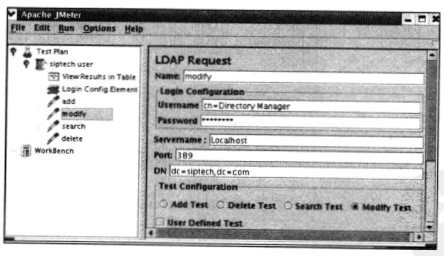 Apache JMeter
File Edit Run Options Help
Test Plan
siptech user
View Results in Table
Login Config Element
add
modify
search
delete
WorkBench
LDAP Request
Name: modify
Login Configuration
Username cn=Directory Manager
Password ********
Servername : Localhost
Port: 389
DN dc=siptech,dc=com
Test Configuration
Add Test Delete Test Search Test Modify Test
User Defined Test